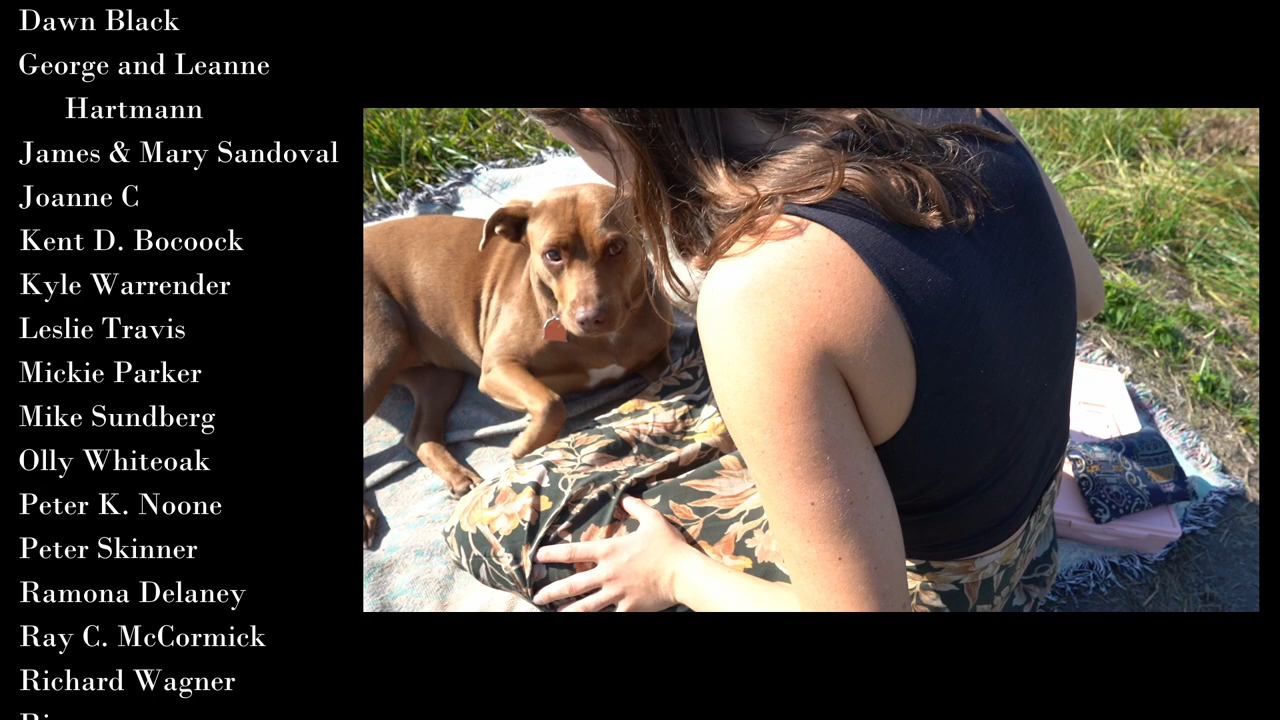 Dawn Black
George and Leanne
Hartmann
James & Mary Sandoval
Joanne C
Kent D. Bocoock
Kyle Warrender
Leslie Travis
Mickie Parker
Mike Sundberg
Olly Whiteoak
Peter K. Noone
Peter Skinner
Ramona Delaney
Ray C. McCormick
Richard Wagner